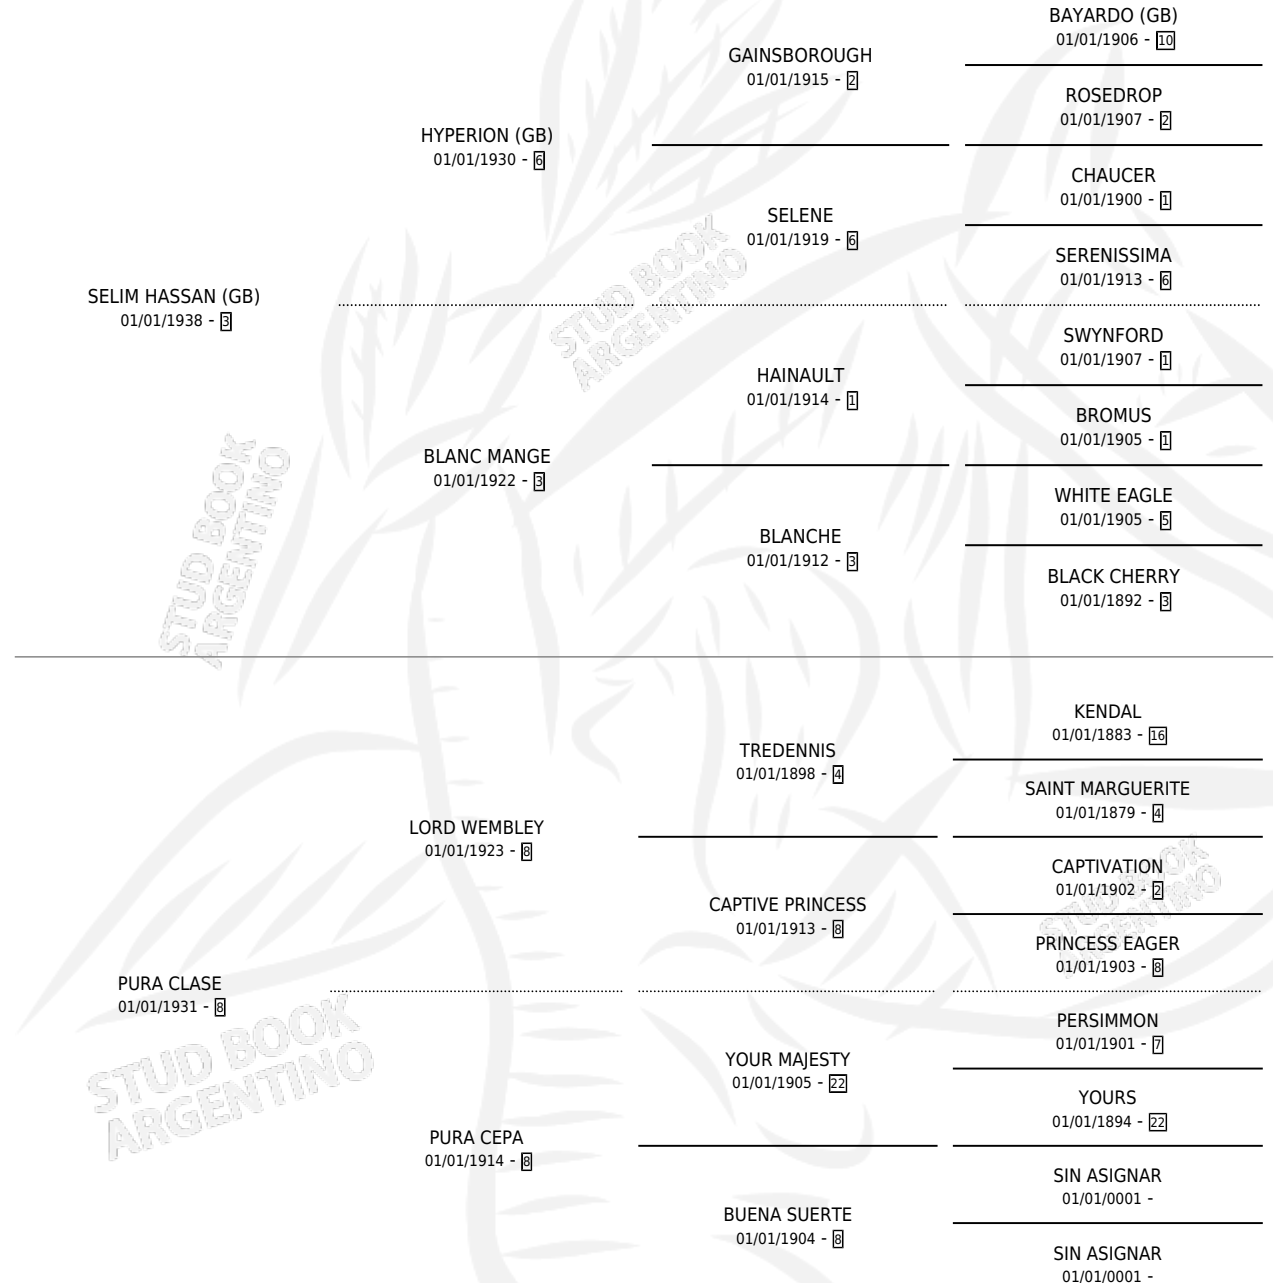 BAYARDO (GB)
01/01/1906 - 10
GAINSBOROUGH
01/01/1915 - 2
ROSEDROP
01/01/1907 - 2
HYPERION (GB)
01/01/1930 - 6
CHAUCER
01/01/1900 - 1
SELENE
01/01/1919 - 6
SERENISSIMA
01/01/1913 - 6
SELIM HASSAN (GB)
01/01/1938 - 3
SWYNFORD
01/01/1907 - 1
HAINAULT
01/01/1914 - 1
BROMUS
01/01/1905 - 1
BLANC MANGE
01/01/1922 - 3
WHITE EAGLE
01/01/1905 - 5
BLANCHE
01/01/1912 - 3
BLACK CHERRY
01/01/1892 - 3
STUD BOOK
ARGENTINO
STUD BOOK
ARGENTINO
KENDAL
01/01/1883 - 16
TREDENNIS
01/01/1898 - 4
SAINT MARGUERITE
01/01/1879 - 4
LORD WEMBLEY
01/01/1923 - 8
CAPTIVATION
01/01/1902 - 2
CAPTIVE PRINCESS
01/01/1913 - 8
PRINCESS EAGER
01/01/1903 - 8
STUD BOOK
ARGENTINO
PURA CLASE
01/01/1931 - 8
PERSIMMON
01/01/1901 - 7
YOUR MAJESTY
01/01/1905 - 22
YOURS
01/01/1894 - 22
PURA CEPA
01/01/1914 - 8
SIN ASIGNAR
01/01/0001 -
BUENA SUERTE
01/01/1904 - 8
SIN ASIGNAR
01/01/0001 -
STUD BOOK
ARGENTINO